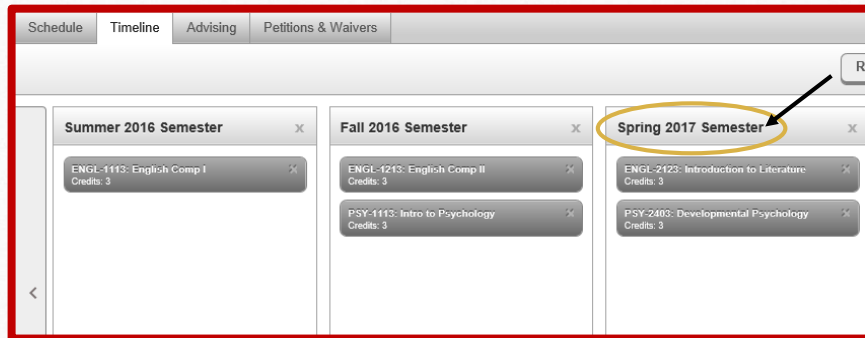 Schedule Timeline Advising Petitions & Waivers
R
Summer 2016 Semester x Fall 2016 Semester x Spring 2017 Semester x
ENGL-1113: English Comp I x ENGL-1213: English Comp II x ENGL-2123: Introduction to Literature x
Credits: 3 Credits: 3 Credits: 3
PSY-1113: Intro to Psychology x PSY-2403: Developmental Psychology x
Credits: 3 Credits: 3
<